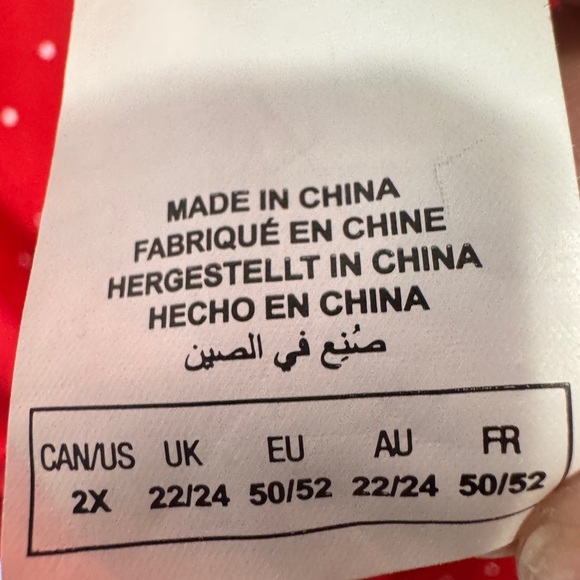 MADE IN CHINA
FABRIQUÉ EN CHINE
HERGESTELLT IN CHINA
HECHO EN CHINA
صُنِع في الصين
CAN/US UK EU AU FR
2X 22/24 50/52 22/24 50/52